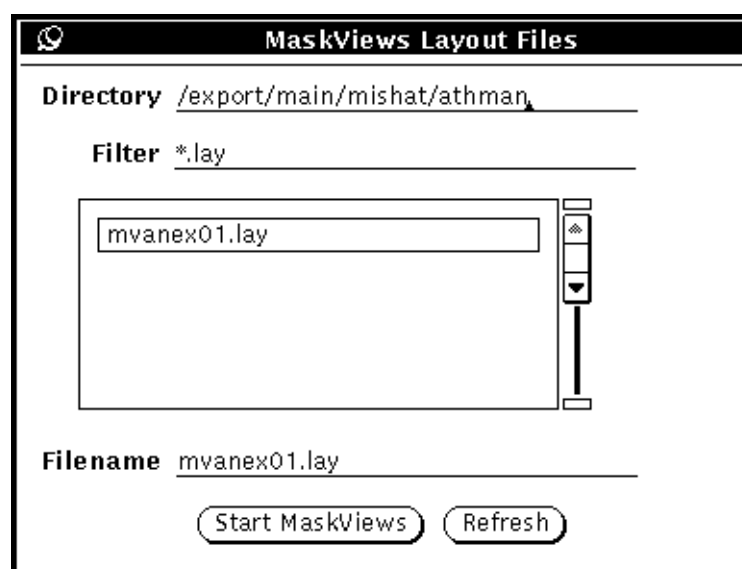 MaskViews Layout Files
Directory /export/main/mishat/athman
Filter *.lay
mvanex01.lay
Filename mvanex01.lay
Start MaskViews Refresh